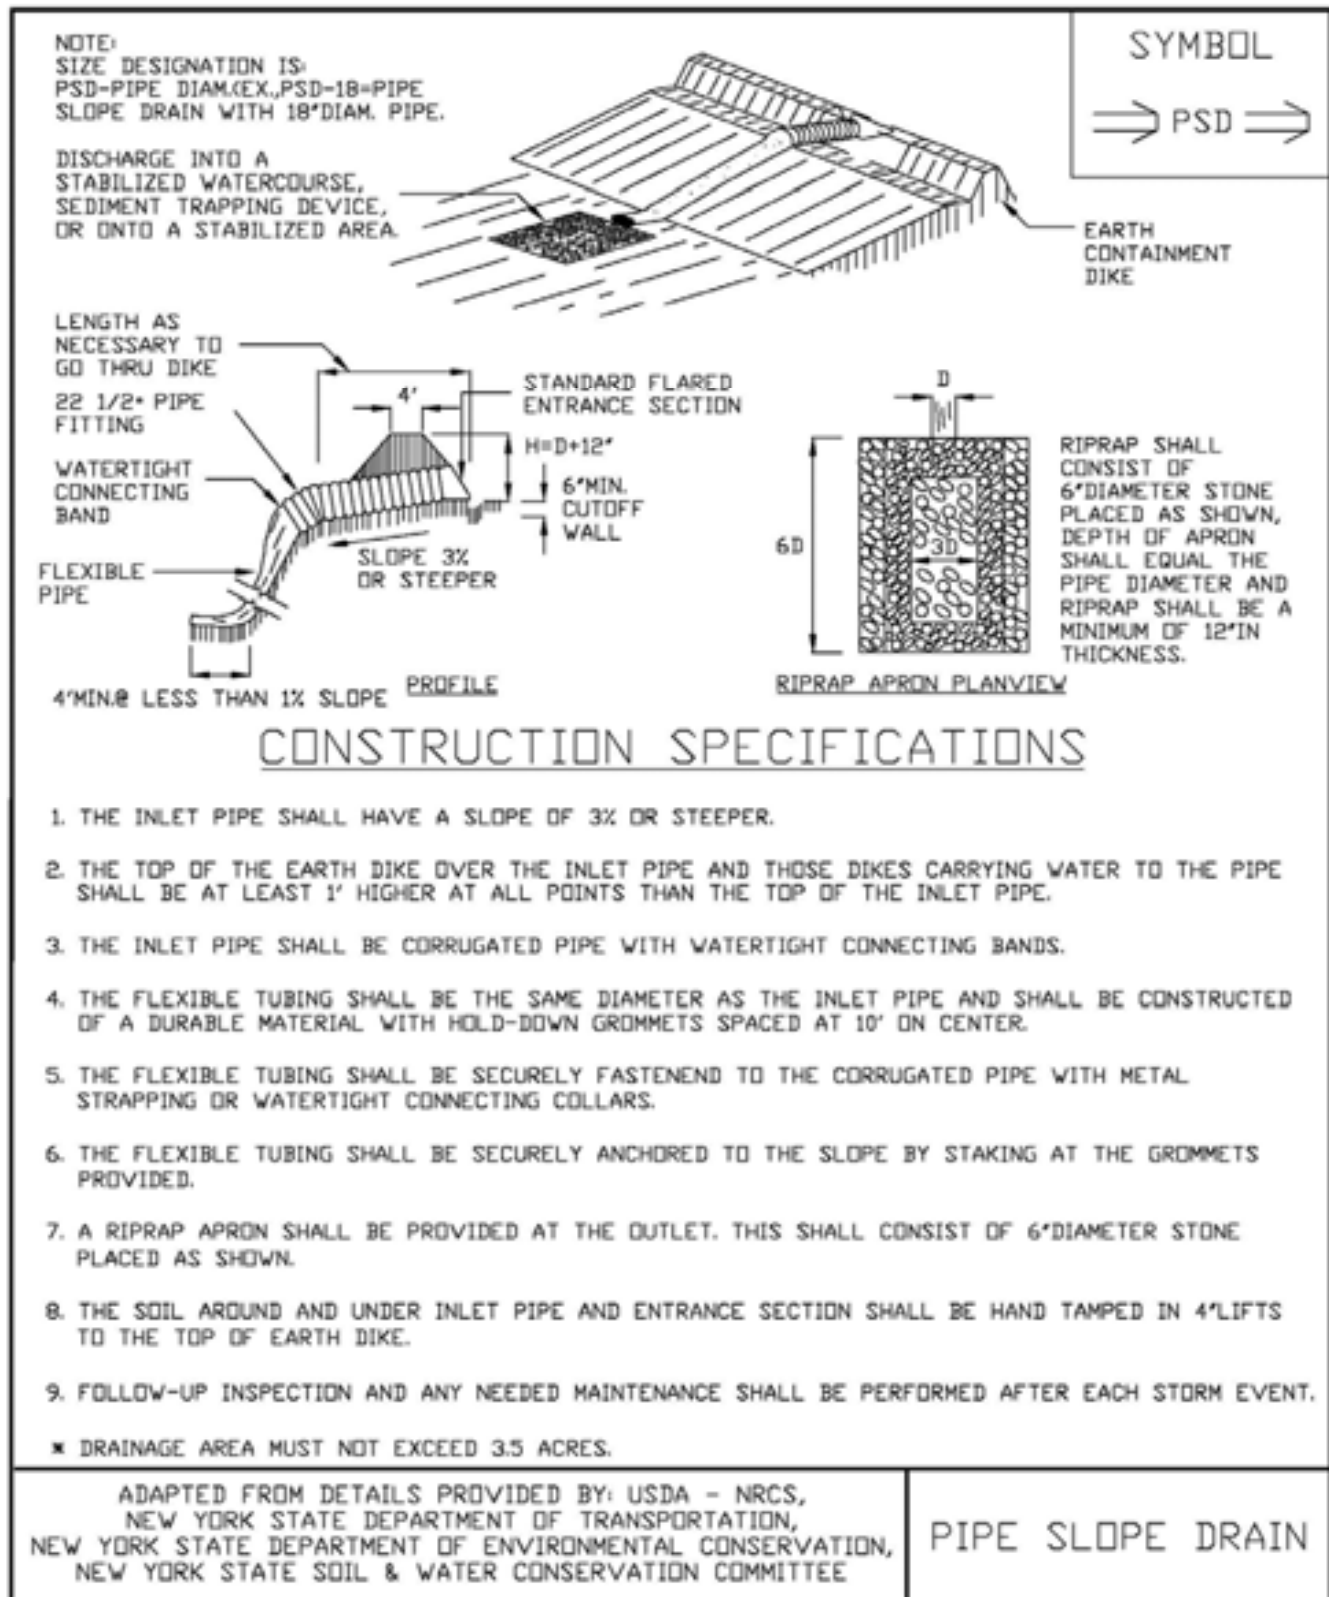 NOTE:
SIZE DESIGNATION IS:
PSD-PIPE DIAM.(EX.,PSD-18=PIPE
SLOPE DRAIN WITH 18"DIAM. PIPE.
DISCHARGE INTO A
STABILIZED WATERCOURSE,
SEDIMENT TRAPPING DEVICE,
OR ONTO A STABILIZED AREA.
SYMBOL
PSD
EARTH
CONTAINMENT
DIKE
LENGTH AS
NECESSARY TO
GO THRU DIKE
22 1/2° PIPE
FITTING
WATERTIGHT
CONNECTING
BAND
FLEXIBLE
PIPE
4'
STANDARD FLARED
ENTRANCE SECTION
H=D+12"
6"MIN.
CUTOFF
WALL
SLOPE 3%
OR STEEPER
4'MIN.@ LESS THAN 1% SLOPE
PROFILE
D
6D
3D
RIPRAP SHALL
CONSIST OF
6"DIAMETER STONE
PLACED AS SHOWN,
DEPTH OF APRON
SHALL EQUAL THE
PIPE DIAMETER AND
RIPRAP SHALL BE A
MINIMUM OF 12"IN
THICKNESS.
RIPRAP APRON PLANVIEW
CONSTRUCTION SPECIFICATIONS
1. THE INLET PIPE SHALL HAVE A SLOPE OF 3% OR STEEPER.
2. THE TOP OF THE EARTH DIKE OVER THE INLET PIPE AND THOSE DIKES CARRYING WATER TO THE PIPE
SHALL BE AT LEAST 1' HIGHER AT ALL POINTS THAN THE TOP OF THE INLET PIPE.
3. THE INLET PIPE SHALL BE CORRUGATED PIPE WITH WATERTIGHT CONNECTING BANDS.
4. THE FLEXIBLE TUBING SHALL BE THE SAME DIAMETER AS THE INLET PIPE AND SHALL BE CONSTRUCTED
OF A DURABLE MATERIAL WITH HOLD-DOWN GROMMETS SPACED AT 10' ON CENTER.
5. THE FLEXIBLE TUBING SHALL BE SECURELY FASTENEND TO THE CORRUGATED PIPE WITH METAL
STRAPPING OR WATERTIGHT CONNECTING COLLARS.
6. THE FLEXIBLE TUBING SHALL BE SECURELY ANCHORED TO THE SLOPE BY STAKING AT THE GROMMETS
PROVIDED.
7. A RIPRAP APRON SHALL BE PROVIDED AT THE OUTLET. THIS SHALL CONSIST OF 6"DIAMETER STONE
PLACED AS SHOWN.
8. THE SOIL AROUND AND UNDER INLET PIPE AND ENTRANCE SECTION SHALL BE HAND TAMPED IN 4"LIFTS
TO THE TOP OF EARTH DIKE.
9. FOLLOW-UP INSPECTION AND ANY NEEDED MAINTENANCE SHALL BE PERFORMED AFTER EACH STORM EVENT.
* DRAINAGE AREA MUST NOT EXCEED 3.5 ACRES.
ADAPTED FROM DETAILS PROVIDED BY: USDA - NRCS,
NEW YORK STATE DEPARTMENT OF TRANSPORTATION,
NEW YORK STATE DEPARTMENT OF ENVIRONMENTAL CONSERVATION,
NEW YORK STATE SOIL & WATER CONSERVATION COMMITTEE
PIPE SLOPE DRAIN